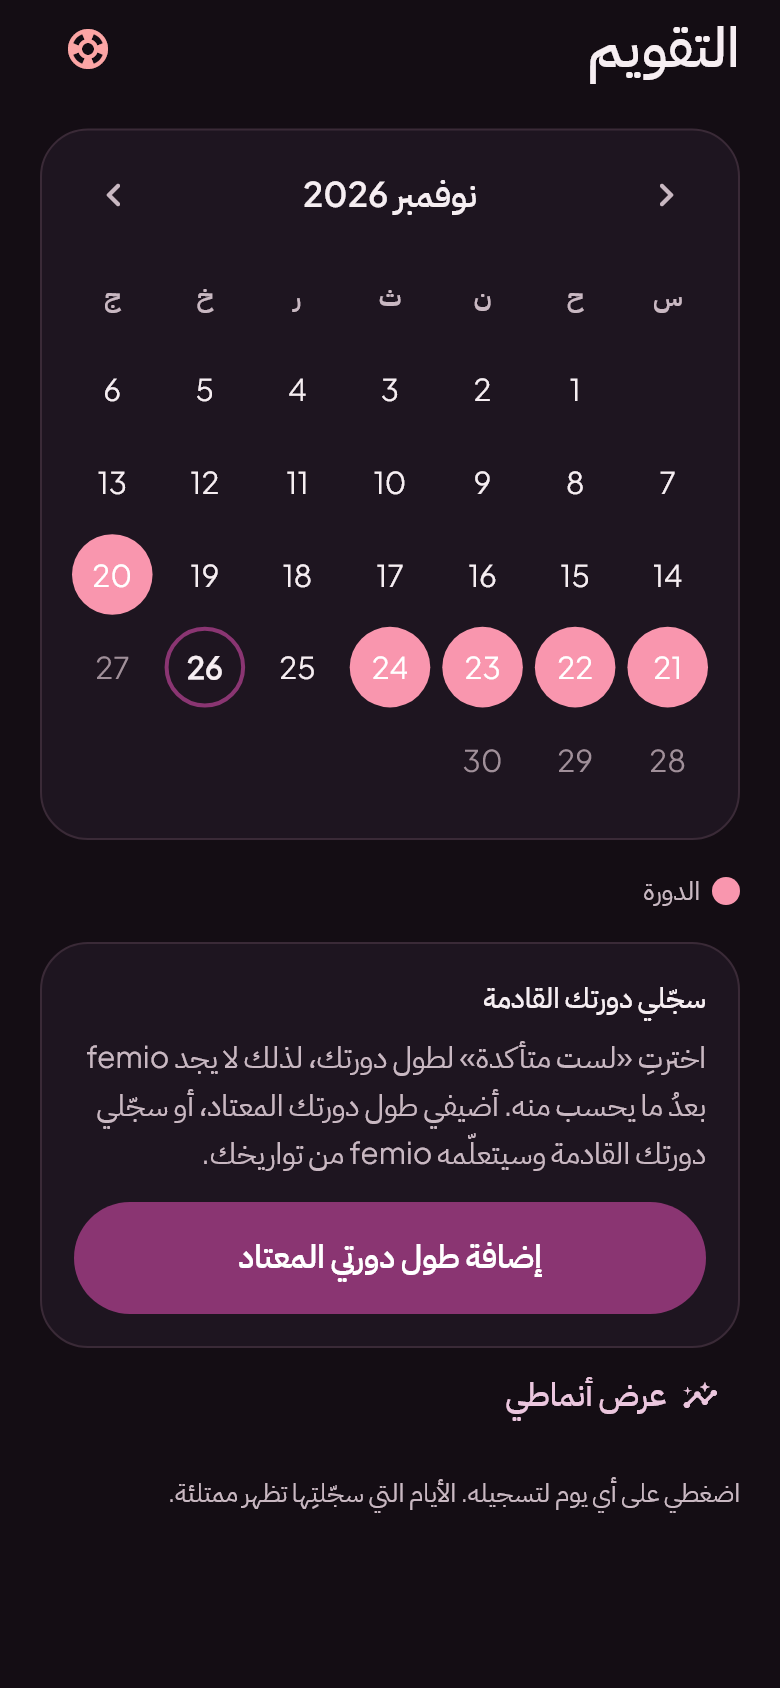 التقويم
نوفمبر 2026
س ح ن ث ر خ ج
1 2 3 4 5 6
7 8 9 10 11 12 13
14 15 16 17 18 19 20
21 22 23 24 25 26 27
28 29 30
الدورة
سجّلي دورتك القادمة
اخترتِ «لست متأكدة» لطول دورتك، لذلك لا يجد femio
بعدُ ما يحسب منه. أضيفي طول دورتك المعتاد، أو سجّلي
دورتك القادمة وسيتعلّمه femio من تواريخك.
إضافة طول دورتي المعتاد
عرض أنماطي
اضغطي على أي يوم لتسجيله. الأيام التي سجّلتِها تظهر ممتلئة.